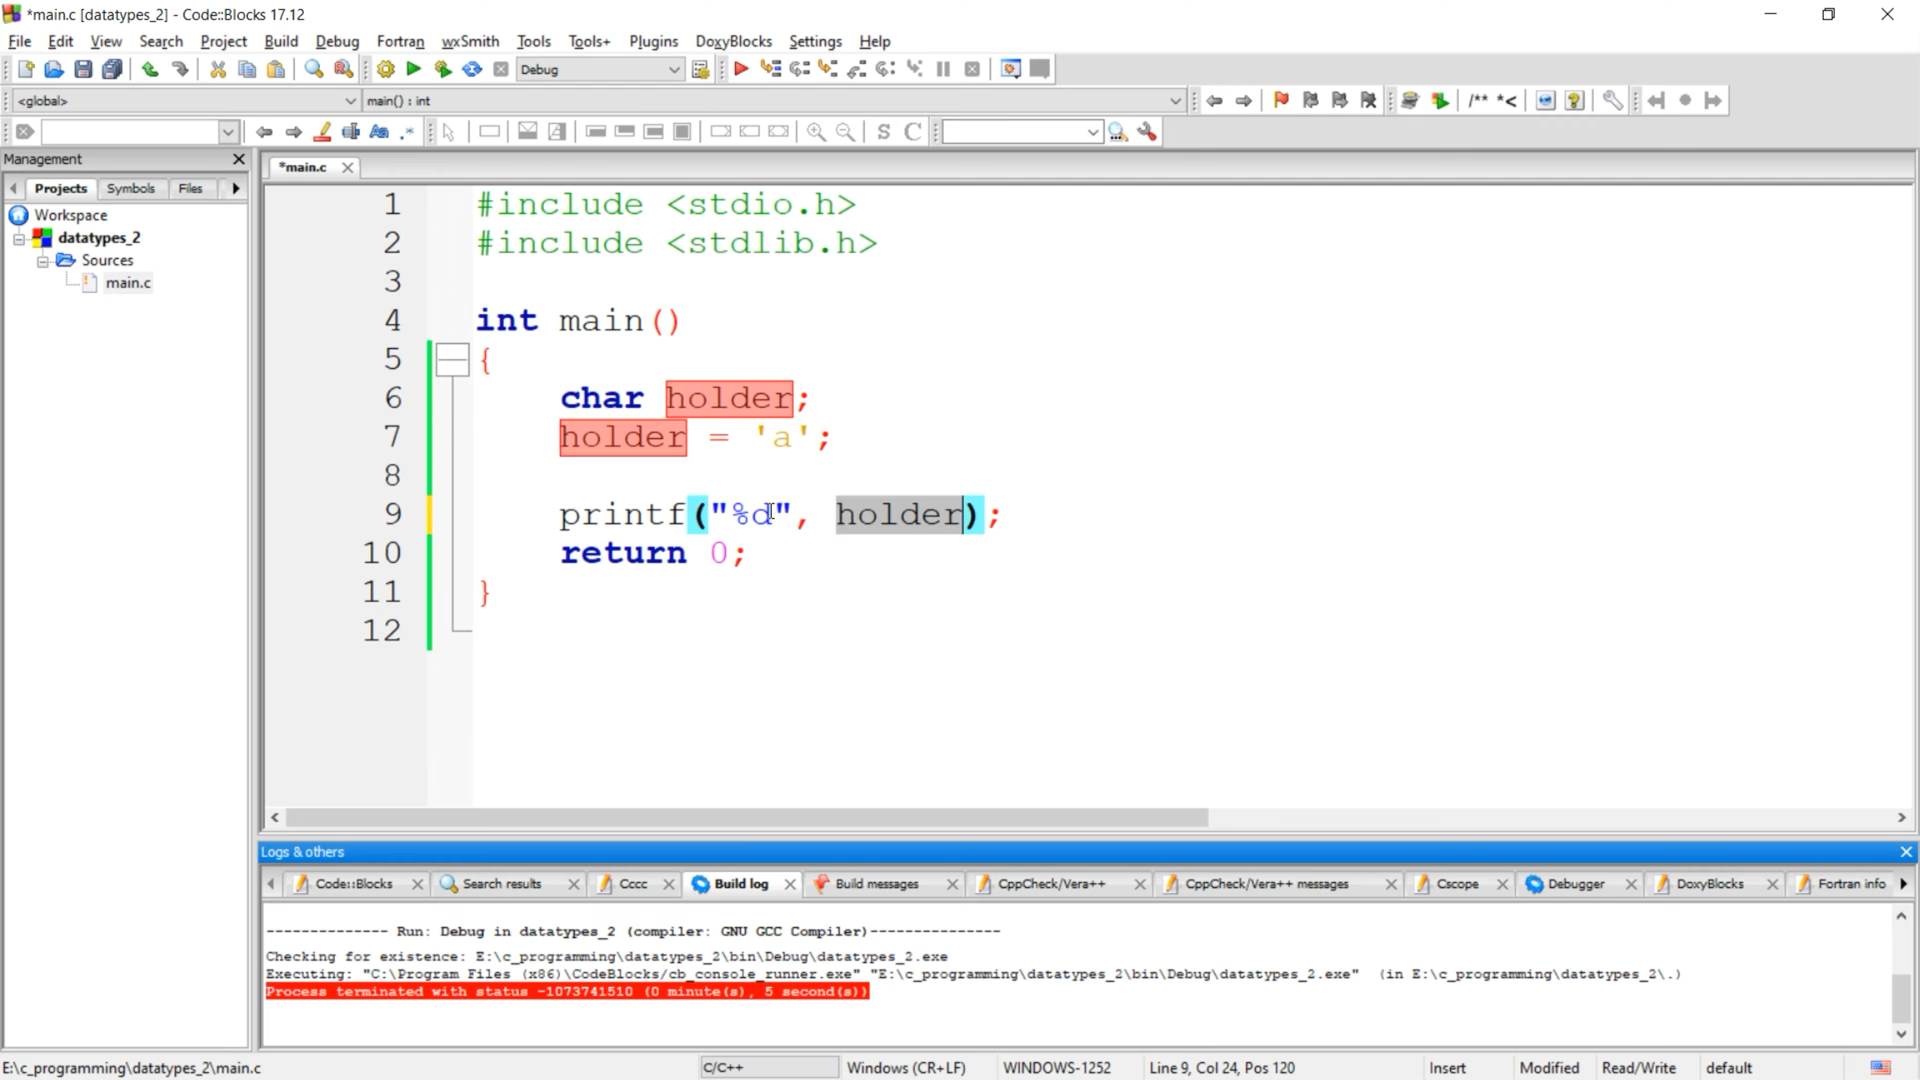 *main.c [datatypes_2] - Code::Blocks 17.12
File Edit View Search Project Build Debug Fortran wxSmith Tools Tools+ Plugins DoxyBlocks Settings Help
Debug
<global> main() : int /** *<
Aa .* S C
Management
*main.c
Projects Symbols Files
Workspace
datatypes_2
Sources
main.c
1 #include <stdio.h>
2 #include <stdlib.h>
3
4 int main()
5 {
6 char holder;
7 holder = 'a';
8
9 printf("%d", holder);
10 return 0;
11 }
12
Logs & others
Code::Blocks Search results Cccc Build log Build messages CppCheck/Vera++ CppCheck/Vera++ messages Cscope Debugger DoxyBlocks Fortran info
-------------- Run: Debug in datatypes_2 (compiler: GNU GCC Compiler)---------------
Checking for existence: E:\c_programming\datatypes_2\bin\Debug\datatypes_2.exe
Executing: "C:\Program Files (x86)\CodeBlocks/cb_console_runner.exe" "E:\c_programming\datatypes_2\bin\Debug\datatypes_2.exe" (in E:\c_programming\datatypes_2\.)
Process terminated with status -1073741510 (0 minute(s), 5 second(s))
E:\c_programming\datatypes_2\main.c C/C++ Windows (CR+LF) WINDOWS-1252 Line 9, Col 24, Pos 120 Insert Modified Read/Write default